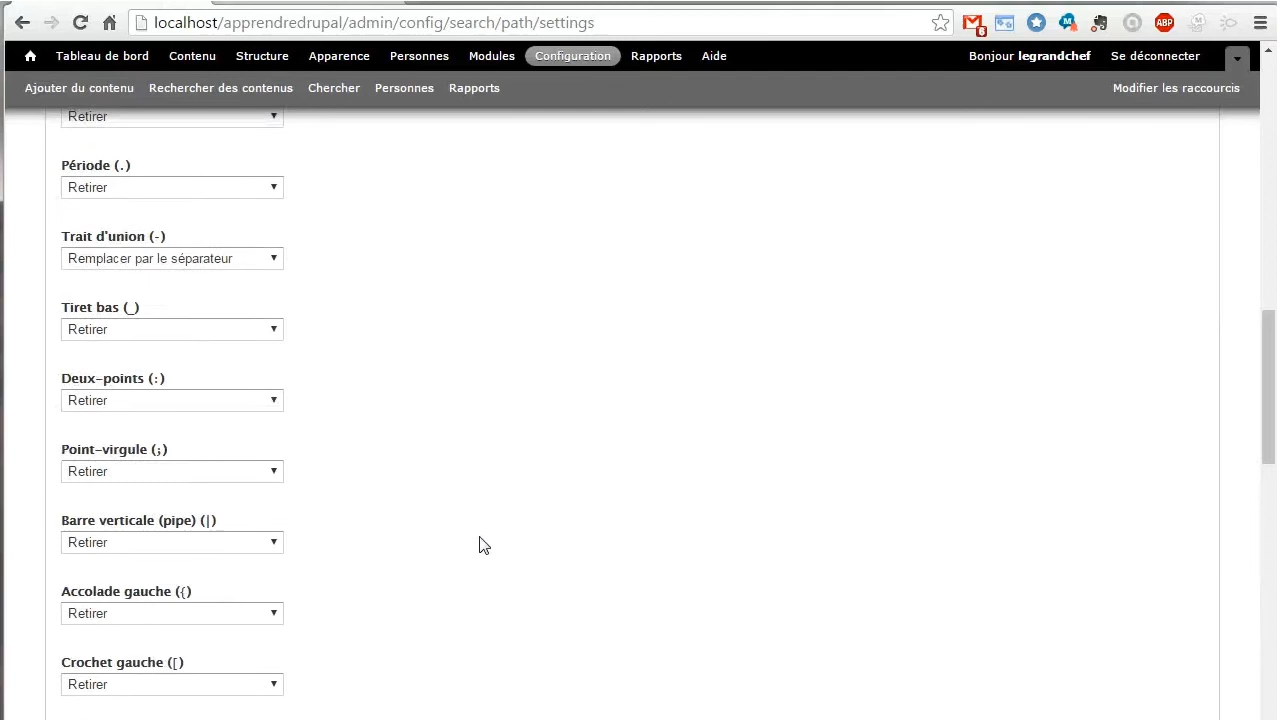 localhost/apprendredrupal/admin/config/search/path/settings
6
ABP
Tableau de bord Contenu Structure Apparence Personnes Modules Configuration Rapports Aide Bonjour legrandchef Se déconnecter
Ajouter du contenu Rechercher des contenus Chercher Personnes Rapports Modifier les raccourcis
Retirer
Période (.)
Retirer
Trait d'union (-)
Remplacer par le séparateur
Tiret bas (_)
Retirer
Deux-points (:)
Retirer
Point-virgule (;)
Retirer
Barre verticale (pipe) (|)
Retirer
Accolade gauche ({)
Retirer
Crochet gauche ([)
Retirer